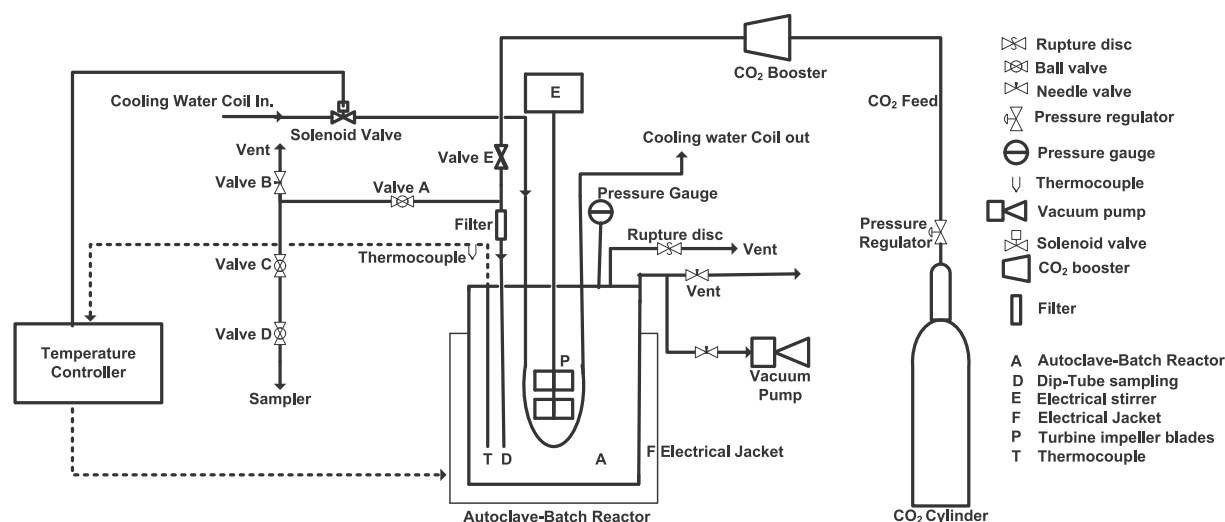 E
CO2 Booster
Cooling Water Coil In.
Solenoid Valve
CO2 Feed
Cooling water Coil out
Vent
Valve B
Valve A
Valve E
Filter
Pressure Gauge
Rupture disc
Vent
Thermocouple
Vent
Valve C
Valve D
Sampler
Temperature
Controller
P
Vacuum
Pump
T
D
A
F Electrical Jacket
Autoclave-Batch Reactor
Pressure
Regulator
CO2 Cylinder
Rupture disc
Ball valve
Needle valve
Pressure regulator
Pressure gauge
Thermocouple
Vacuum pump
Solenoid valve
CO2 booster
Filter
A Autoclave-Batch Reactor
D Dip-Tube sampling
E Electrical stirrer
F Electrical Jacket
P Turbine impeller blades
T Thermocouple